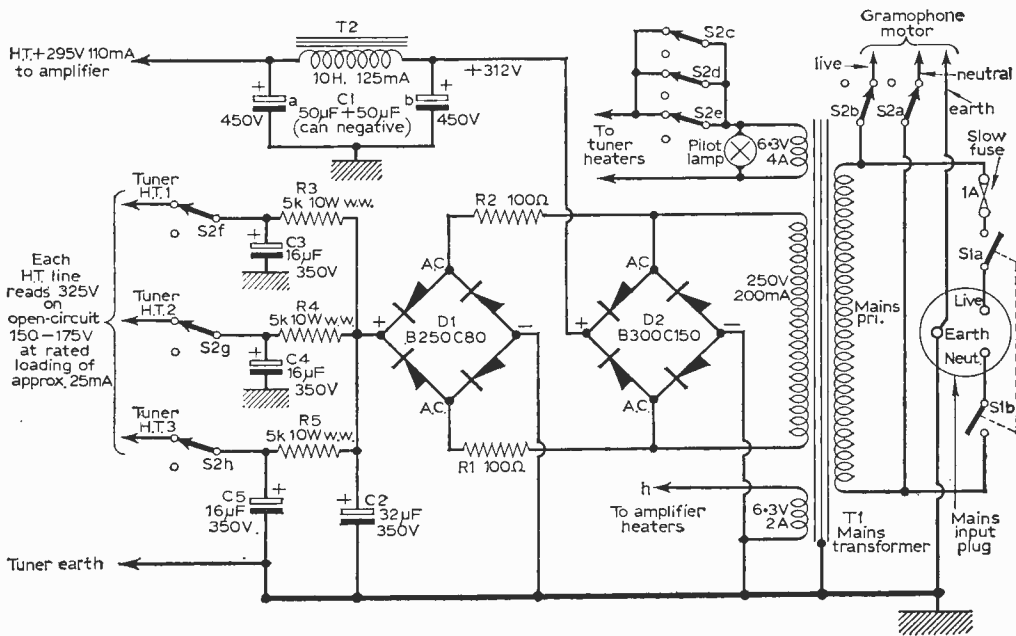 T2
H.T.+295V 110mA
to amplifier
10H. 125mA
+312V
+
a
C1
b
+
50µF+50µF
(can negative)
450V
450V
S2c
S2d
S2e
To
tuner
heaters
Pilot
lamp
6·3V
4A
Gramophone
motor
live
neutral
earth
S2b
S2a
Slow
fuse
1A
S1a
Live
Earth
Neut.
S1b
Mains
input
plug
Mains
pri.
T1
Mains
transformer
250V
200mA
6·3V
2A
h
To amplifier
heaters
R2 100Ω
R1 100Ω
A.C.
+
D1
B250C80
−
A.C.
A.C.
+
D2
B300C150
−
A.C.
Tuner
H.T.1
S2f
R3
5k 10W w.w.
+
C3
16µF
350V
Each
H.T. line
reads 325V
on
open-circuit
150–175V
at rated
loading of
approx. 25mA
Tuner
H.T.2
S2g
R4
5k 10W w.w.
+
C4
16µF
350V
Tuner
H.T.3
S2h
R5
5k 10W w.w.
C5
16µF
350V
+
+
C2
32µF
350V
Tuner earth